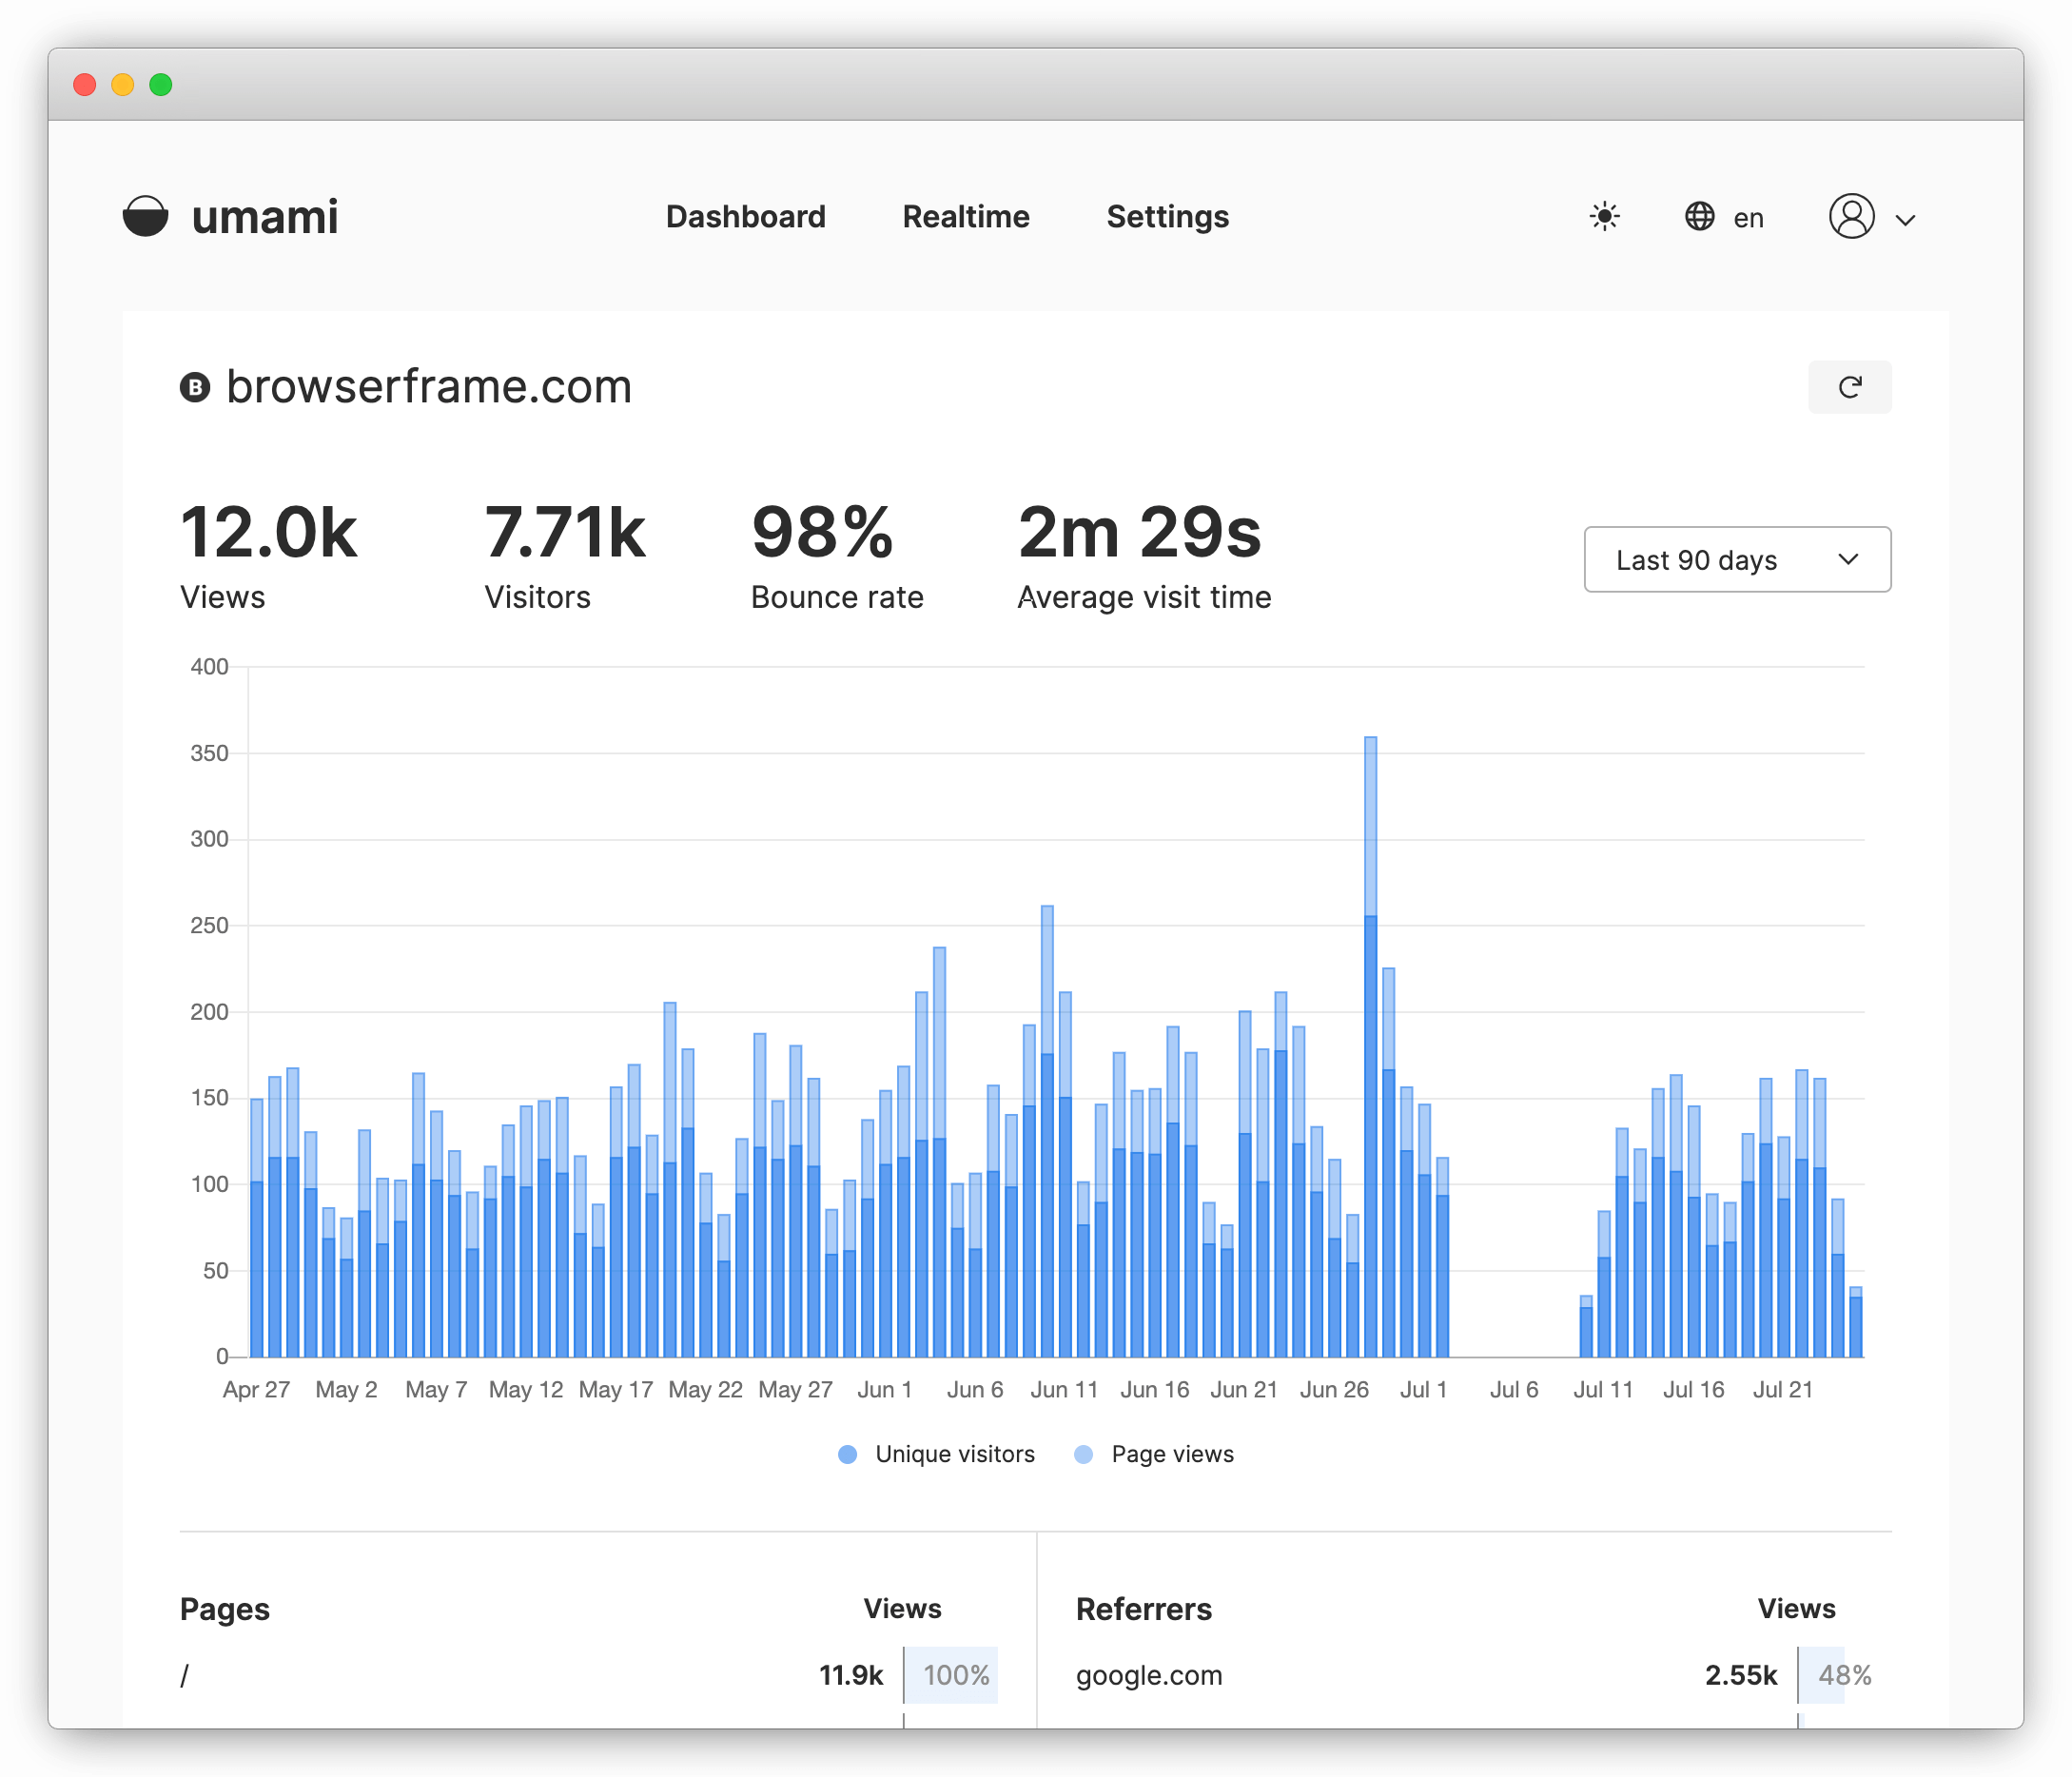 umami
Dashboard Realtime Settings en
B browserframe.com
12.0k 7.71k 98% 2m 29s
Views Visitors Bounce rate Average visit time
Last 90 days
400
350
300
250
200
150
100
50
0
Apr 27 May 2 May 7 May 12 May 17 May 22 May 27 Jun 1 Jun 6 Jun 11 Jun 16 Jun 21 Jun 26 Jul 1 Jul 6 Jul 11 Jul 16 Jul 21
Unique visitors Page views
Pages Views
/ 11.9k 100%
Referrers Views
google.com 2.55k 48%